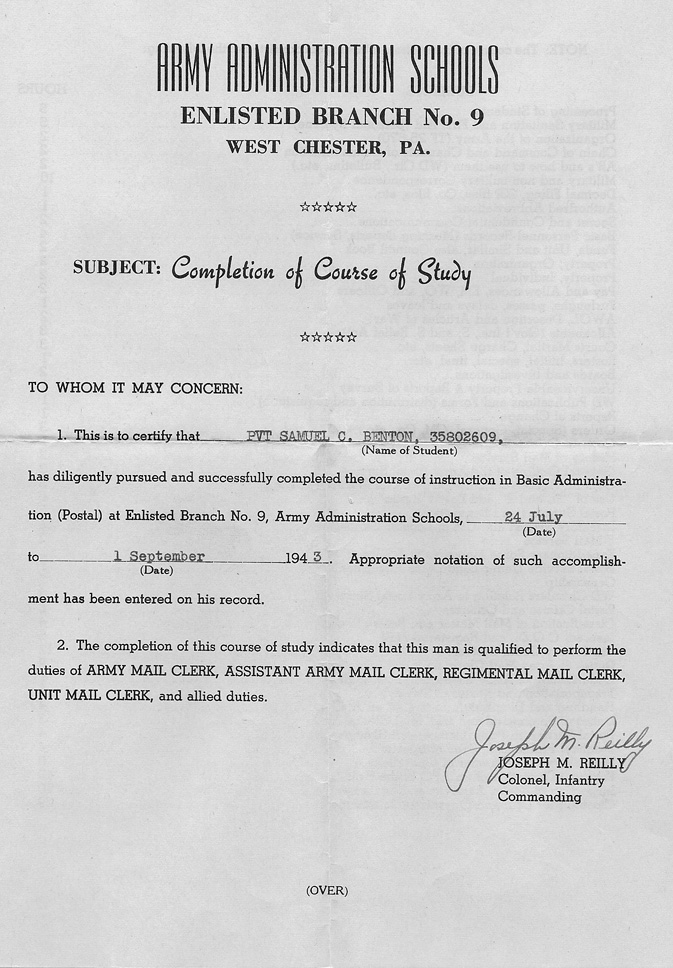 ARMY ADMINISTRATION SCHOOLS
ENLISTED BRANCH No. 9
WEST CHESTER, PA.
☆☆☆☆☆
SUBJECT: Completion of Course of Study
☆☆☆☆☆
TO WHOM IT MAY CONCERN:
1. This is to certify that PVT SAMUEL C. BENTON, 35802609,
(Name of Student)
has diligently pursued and successfully completed the course of instruction in Basic Administra-
tion (Postal) at Enlisted Branch No. 9, Army Administration Schools, 24 July
(Date)
to 1 September 1943. Appropriate notation of such accomplish-
(Date)
ment has been entered on his record.
2. The completion of this course of study indicates that this man is qualified to perform the
duties of ARMY MAIL CLERK, ASSISTANT ARMY MAIL CLERK, REGIMENTAL MAIL CLERK,
UNIT MAIL CLERK, and allied duties.
Joseph M. Reilly
JOSEPH M. REILLY
Colonel, Infantry
Commanding
(OVER)